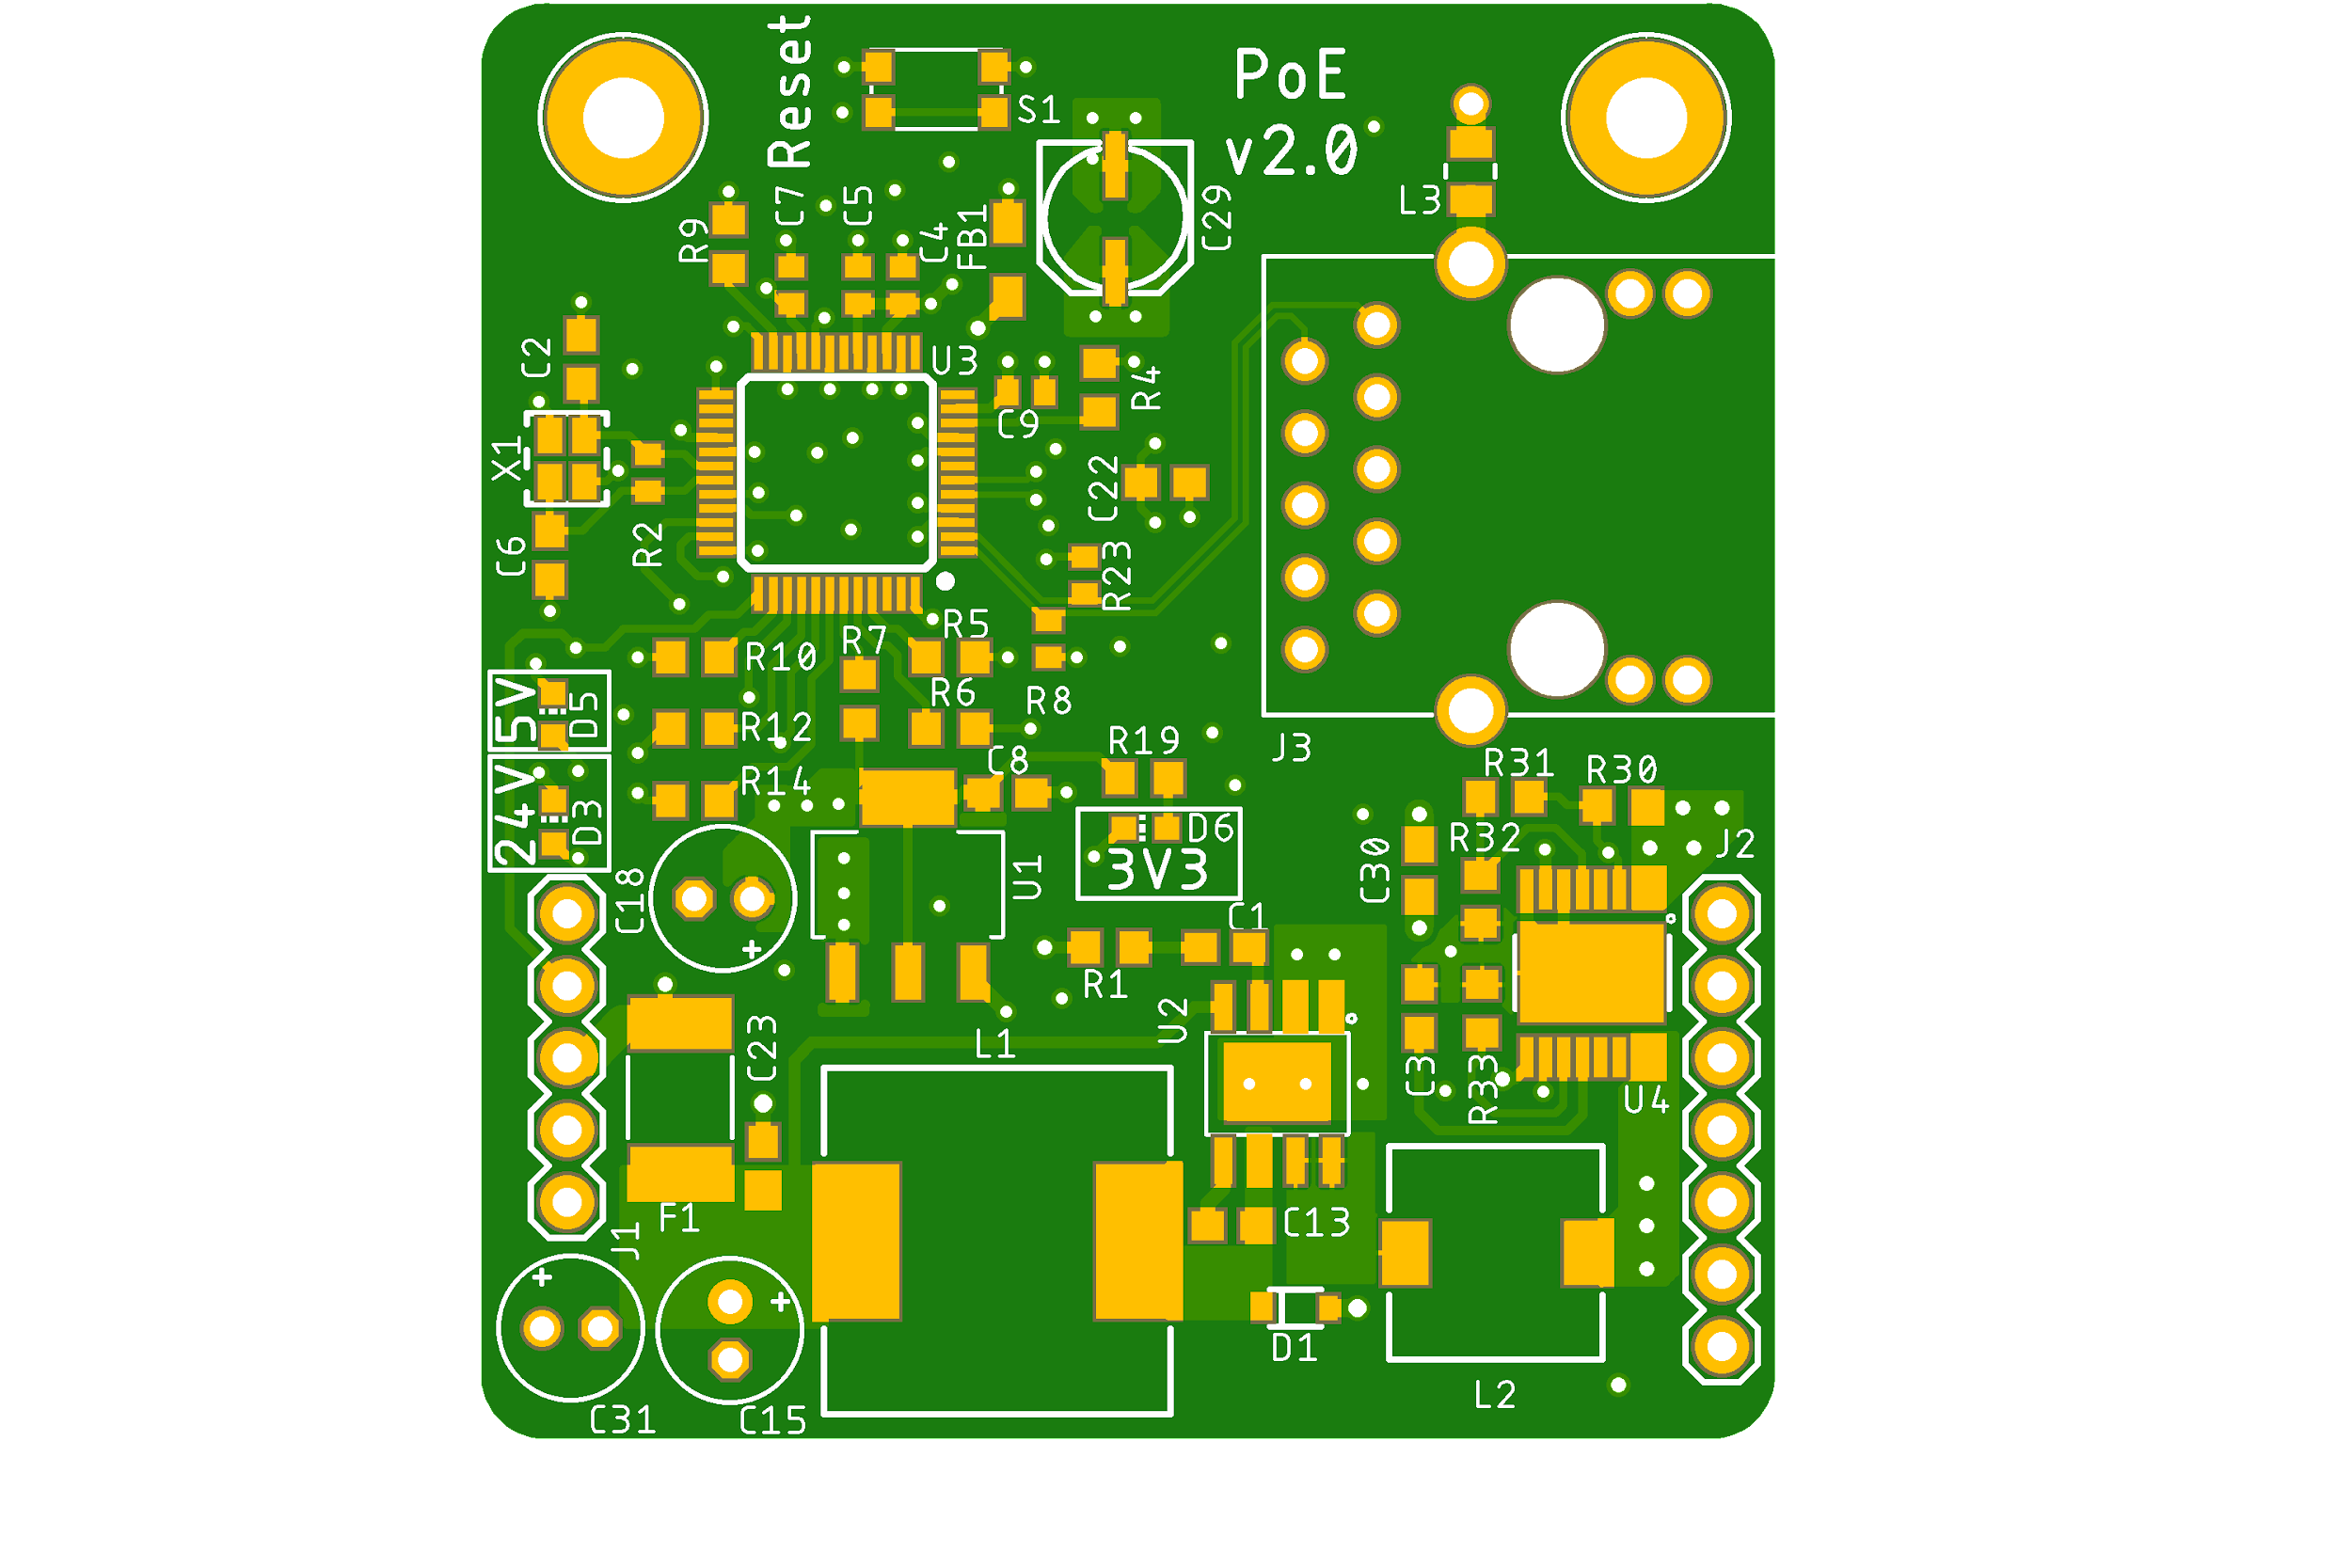 Reset
PoE
v2.0
S1
L3
R9
C7
C5
C4
FB1
C29
C2
U3
R4
C9
X1
C22
C6
R2
R23
R5
R7
R10
R6
R8
5V
D5
R12
R19
C8
J3
R31
R30
R14
24V
D3
D6
3V3
R32
C30
J2
C18
+
U1
C1
R1
U2
C23
L1
C3
R33
U4
F1
J1
C13
+
+
D1
L2
C31
C15